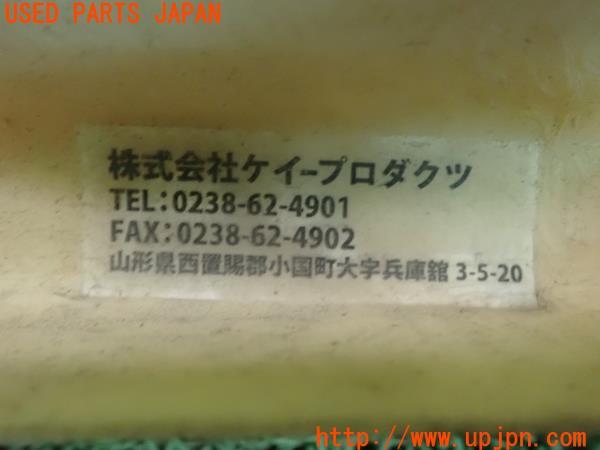 USED PARTS JAPAN
株式会社ケイープロダクツ
TEL:0238-62-4901
FAX:0238-62-4902
山形県西置賜郡小国町大字兵庫舘 3-5-20
http://www.upjpn.com/